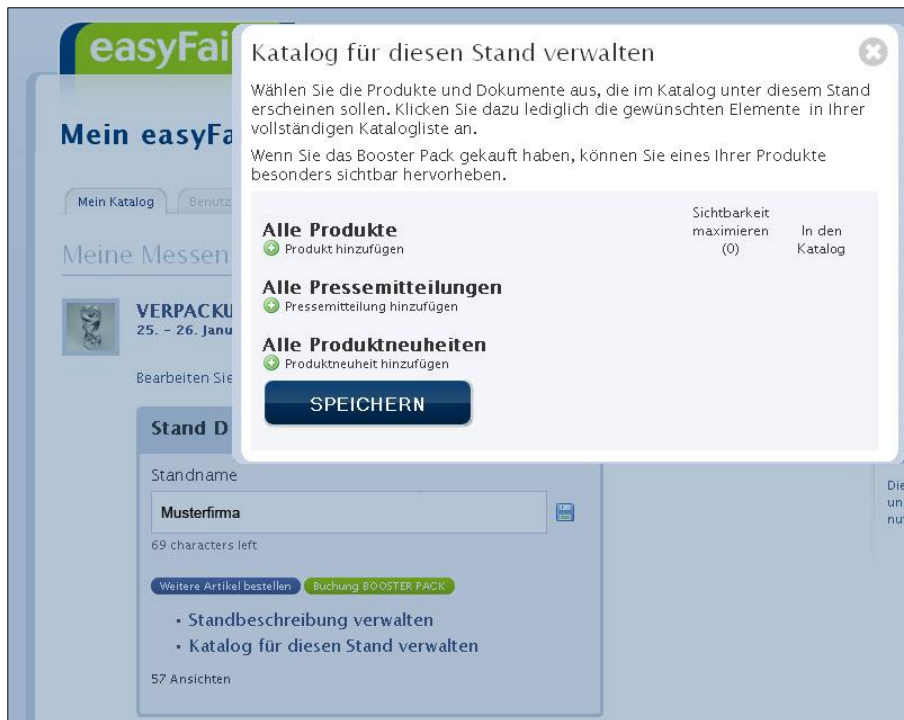 easyFai
Katalog für diesen Stand verwalten
Wählen Sie die Produkte und Dokumente aus, die im Katalog unter diesem Stand
erscheinen sollen. Klicken Sie dazu lediglich die gewünschten Elemente in Ihrer
vollständigen Katalogliste an.
Wenn Sie das Booster Pack gekauft haben, können Sie eines Ihrer Produkte
besonders sichtbar hervorheben.
Mein easyFa
Mein Katalog
Benutz
Meine Messen
Alle Produkte
Produkt hinzufügen
Sichtbarkeit
maximieren
(0)
In den
Katalog
Alle Pressemitteilungen
Pressemitteilung hinzufügen
Alle Produktneuheiten
Produktneuheit hinzufügen
SPEICHERN
VERPACKU
25. - 26. Janu
Bearbeiten Sie
Stand D
Standname
Musterfirma
69 characters left
Weitere Artikel bestellen
Buchung BOOSTER PACK
• Standbeschreibung verwalten
• Katalog für diesen Stand verwalten
57 Ansichten
Die
un
nut